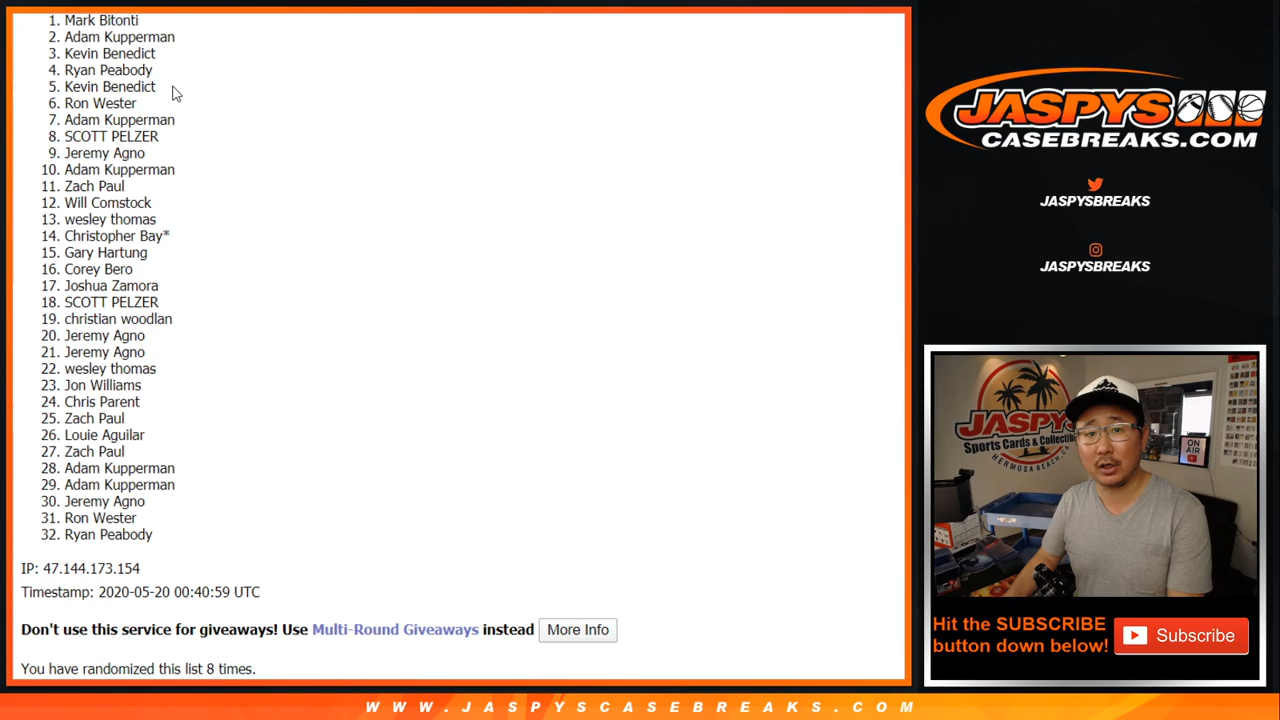 1. Mark Bitonti
2. Adam Kupperman
3. Kevin Benedict
4. Ryan Peabody
5. Kevin Benedict
6. Ron Wester
7. Adam Kupperman
8. SCOTT PELZER
9. Jeremy Agno
10. Adam Kupperman
11. Zach Paul
12. Will Comstock
13. wesley thomas
14. Christopher Bay*
15. Gary Hartung
16. Corey Bero
17. Joshua Zamora
18. SCOTT PELZER
19. christian woodlan
20. Jeremy Agno
21. Jeremy Agno
22. wesley thomas
23. Jon Williams
24. Chris Parent
25. Zach Paul
26. Louie Aguilar
27. Zach Paul
28. Adam Kupperman
29. Adam Kupperman
30. Jeremy Agno
31. Ron Wester
32. Ryan Peabody
IP: 47.144.173.154
Timestamp: 2020-05-20 00:40:59 UTC
Don't use this service for giveaways! Use Multi-Round Giveaways instead More Info
You have randomized this list 8 times.
JASPYS
CASEBREAKS.COM
JASPYSBREAKS
JASPYSBREAKS
JASPYS
Sports Cards & Collectib
HERMOSA BEACH, CA
ON
AIR
Hit the SUBSCRIBE
button down below!
Subscribe
WWW.JASPYSCASEBREAKS.COM